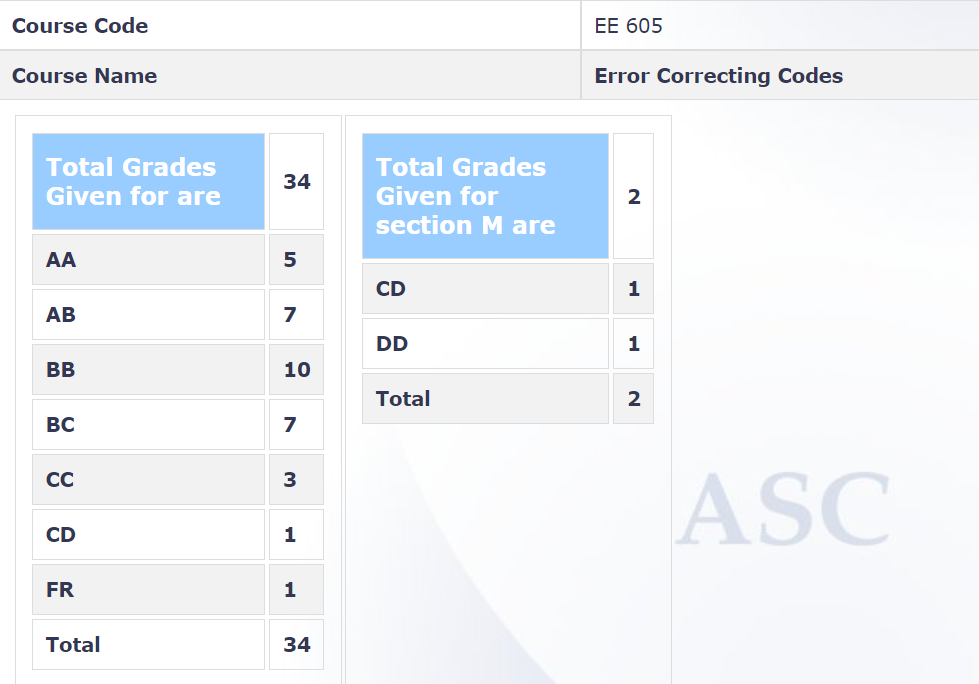 Course Code EE 605
Course Name Error Correcting Codes
Total Grades
Given for are
34
AA 5
AB 7
BB 10
BC 7
CC 3
CD 1
FR 1
Total 34
Total Grades
Given for
section M are
2
CD 1
DD 1
Total 2
ASC